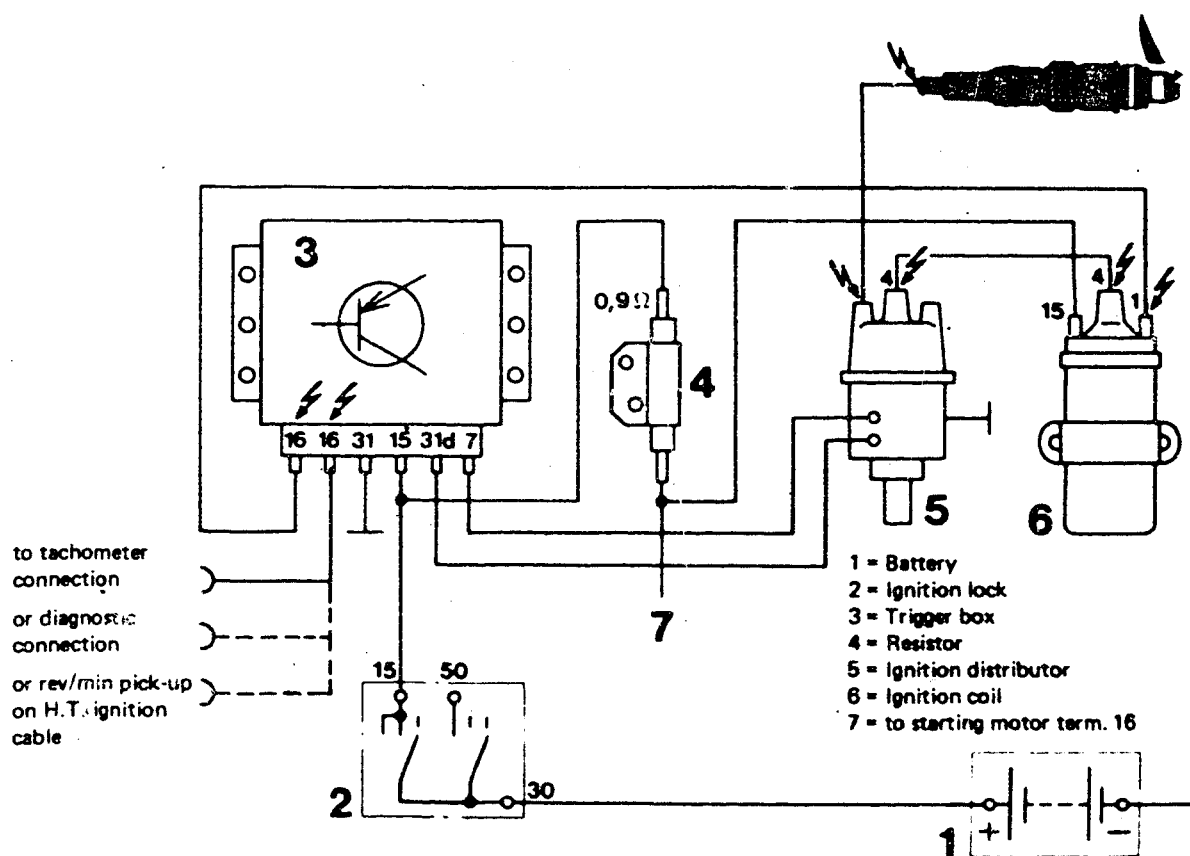 3
0,9Ω
4
4
4
15
1
16 16 31 15 31d 7
5
6
to tachometer
connection
or diagnostic
connection
or rev/min pick-up
on H.T. ignition
cable
7
1 = Battery
2 = Ignition lock
3 = Trigger box
4 = Resistor
5 = Ignition distributor
6 = Ignition coil
7 = to starting motor term. 16
15 50
30
2
1
+ −